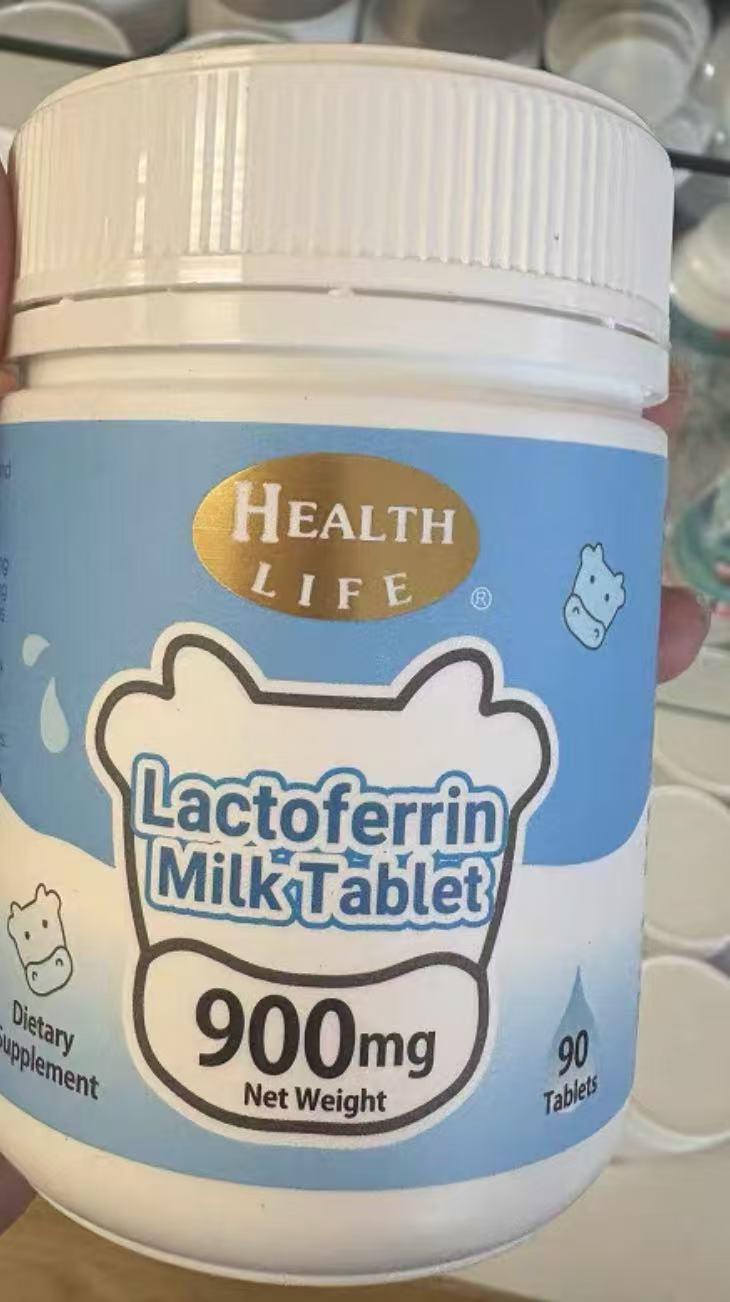 HEALTH
LIFE
®
Lactoferrin
Milk Tablet
900mg
Net Weight
Dietary
Supplement
90
Tablets